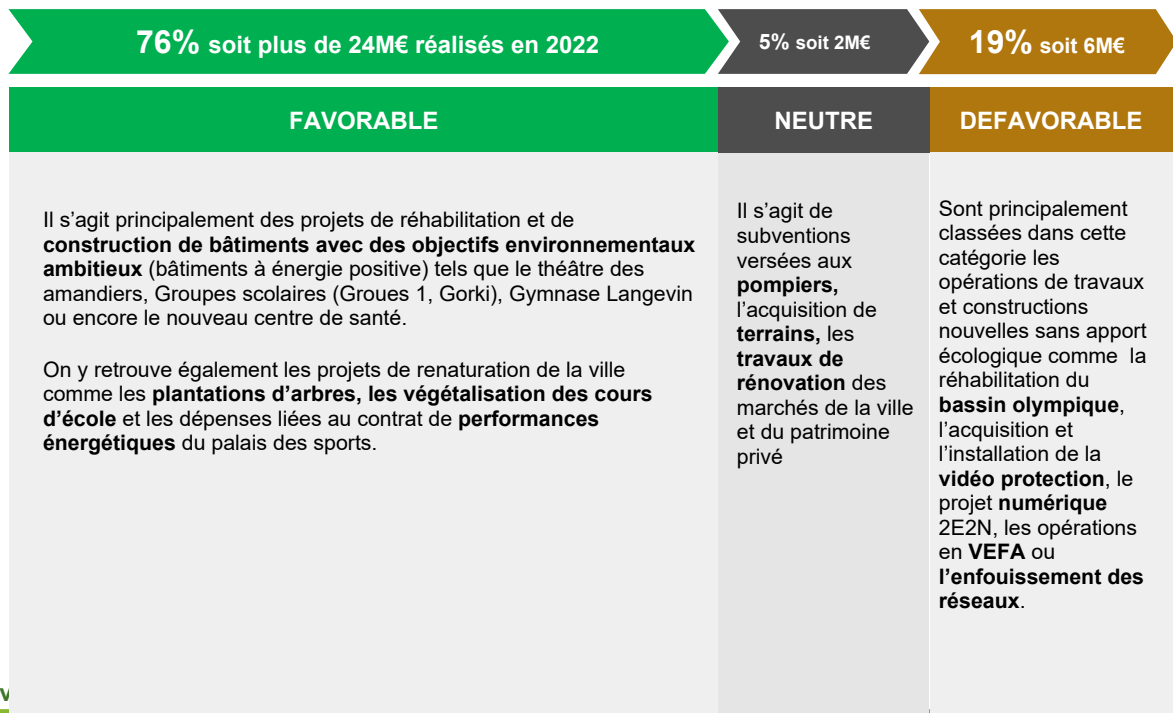 76% soit plus de 24M€ réalisés en 2022
5% soit 2M€
19% soit 6M€
FAVORABLE
NEUTRE
DEFAVORABLE
Il s’agit principalement des projets de réhabilitation et de
construction de bâtiments avec des objectifs environnementaux
ambitieux (bâtiments à énergie positive) tels que le théâtre des
amandiers, Groupes scolaires (Groues 1, Gorki), Gymnase Langevin
ou encore le nouveau centre de santé.
On y retrouve également les projets de renaturation de la ville
comme les plantations d’arbres, les végétalisation des cours
d’école et les dépenses liées au contrat de performances
énergétiques du palais des sports.
Il s’agit de
subventions
versées aux
pompiers,
l’acquisition de
terrains, les
travaux de
rénovation des
marchés de la ville
et du patrimoine
privé
Sont principalement
classées dans cette
catégorie les
opérations de travaux
et constructions
nouvelles sans apport
écologique comme  la
réhabilitation du
bassin olympique,
l’acquisition et
l’installation de la
vidéo protection, le
projet numérique
2E2N, les opérations
en VEFA ou
l’enfouissement des
réseaux.